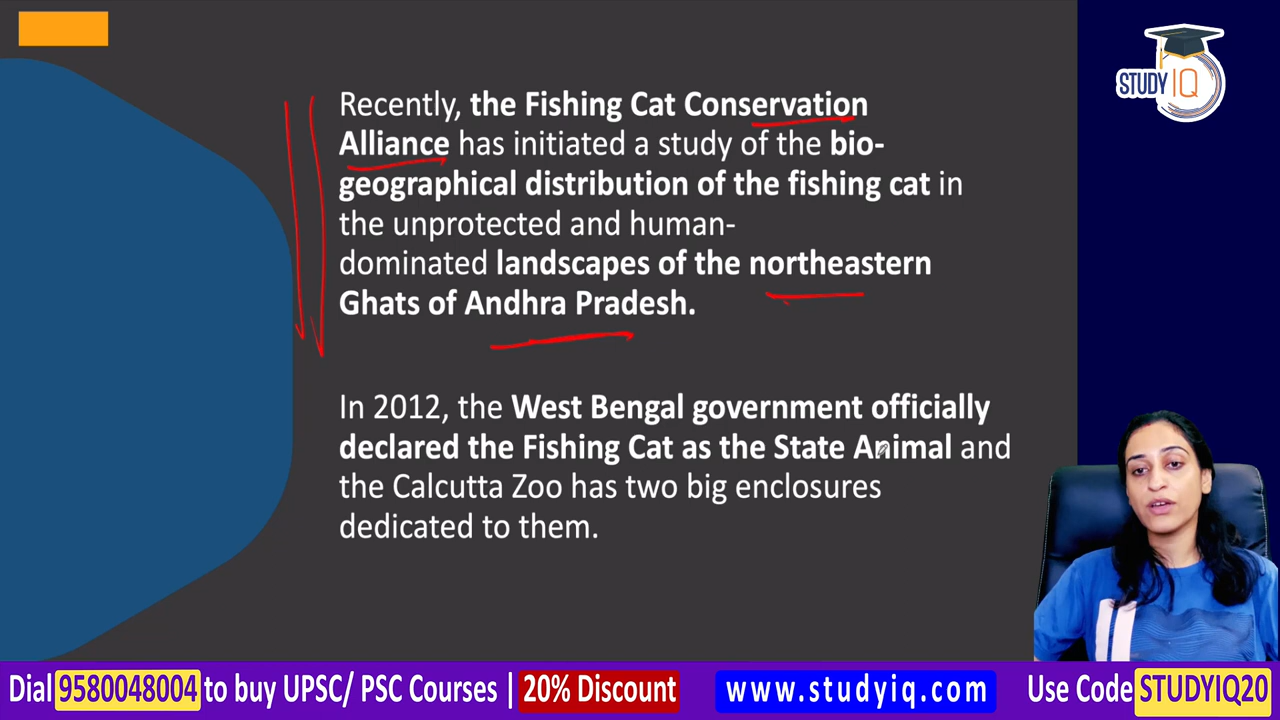 STUDY IQ
Recently, the Fishing Cat Conservation
Alliance has initiated a study of the bio-
geographical distribution of the fishing cat in
the unprotected and human-
dominated landscapes of the northeastern
Ghats of Andhra Pradesh.
In 2012, the West Bengal government officially
declared the Fishing Cat as the State Animal and
the Calcutta Zoo has two big enclosures
dedicated to them.
Dial 9580048004 to buy UPSC/ PSC Courses | 20% Discount www.studyiq.com Use Code STUDYIQ20